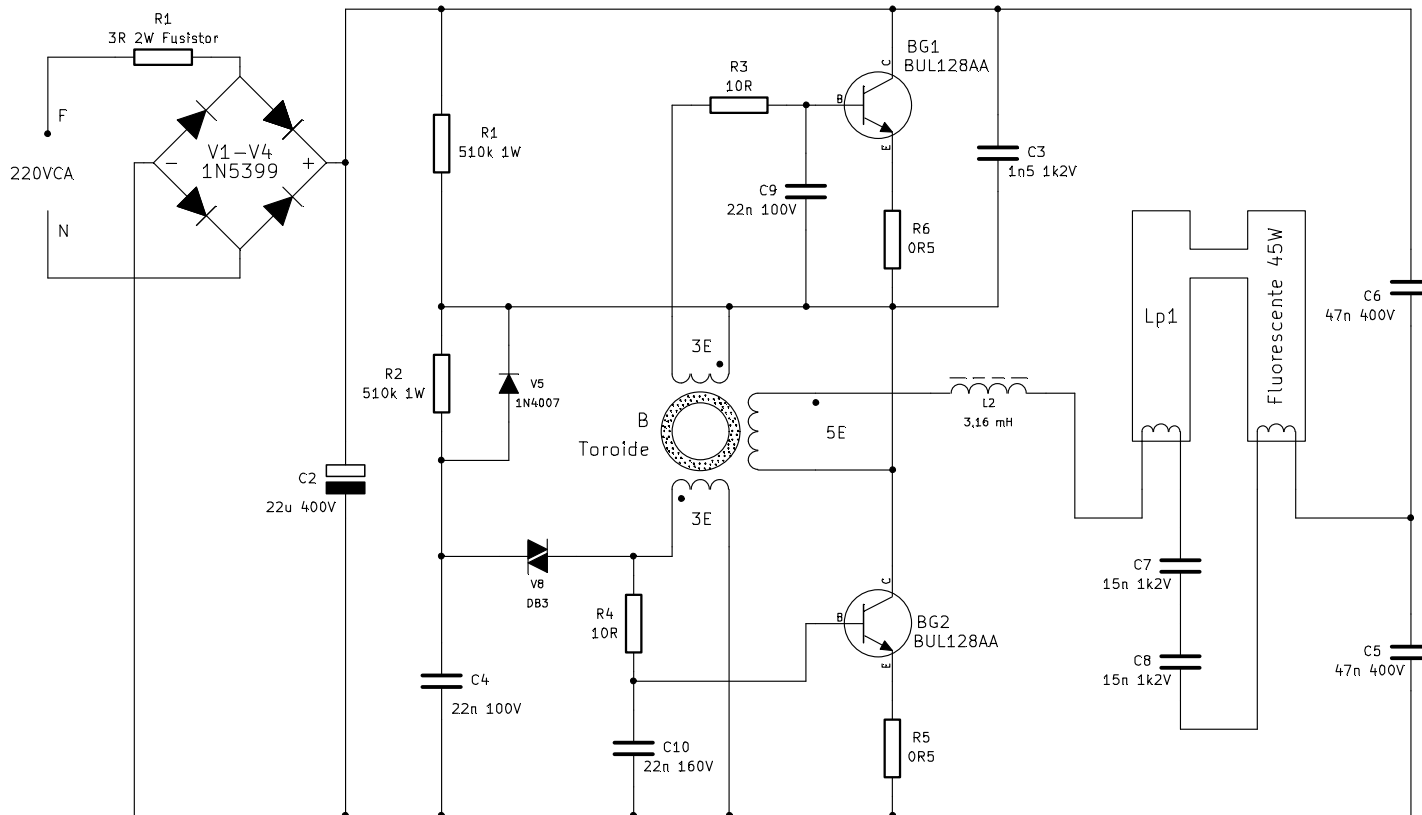 R1
3R 2W Fusistor
F
220VCA
N
V1-V4
1N5399
-
+
R1
510k 1W
R2
510k 1W
C2
22u 400V
V5
1N4007
V8
DB3
C4
22n 100V
R3
10R
C9
22n 100V
B
C
E
BG1
BUL128AA
R6
0R5
C3
1n5 1k2V
3E
B
Toroide
5E
3E
L2
3,16 mH
R4
10R
C10
22n 160V
B
C
E
BG2
BUL128AA
R5
0R5
Lp1
Fluorescente 45W
C7
15n 1k2V
C8
15n 1k2V
C6
47n 400V
C5
47n 400V